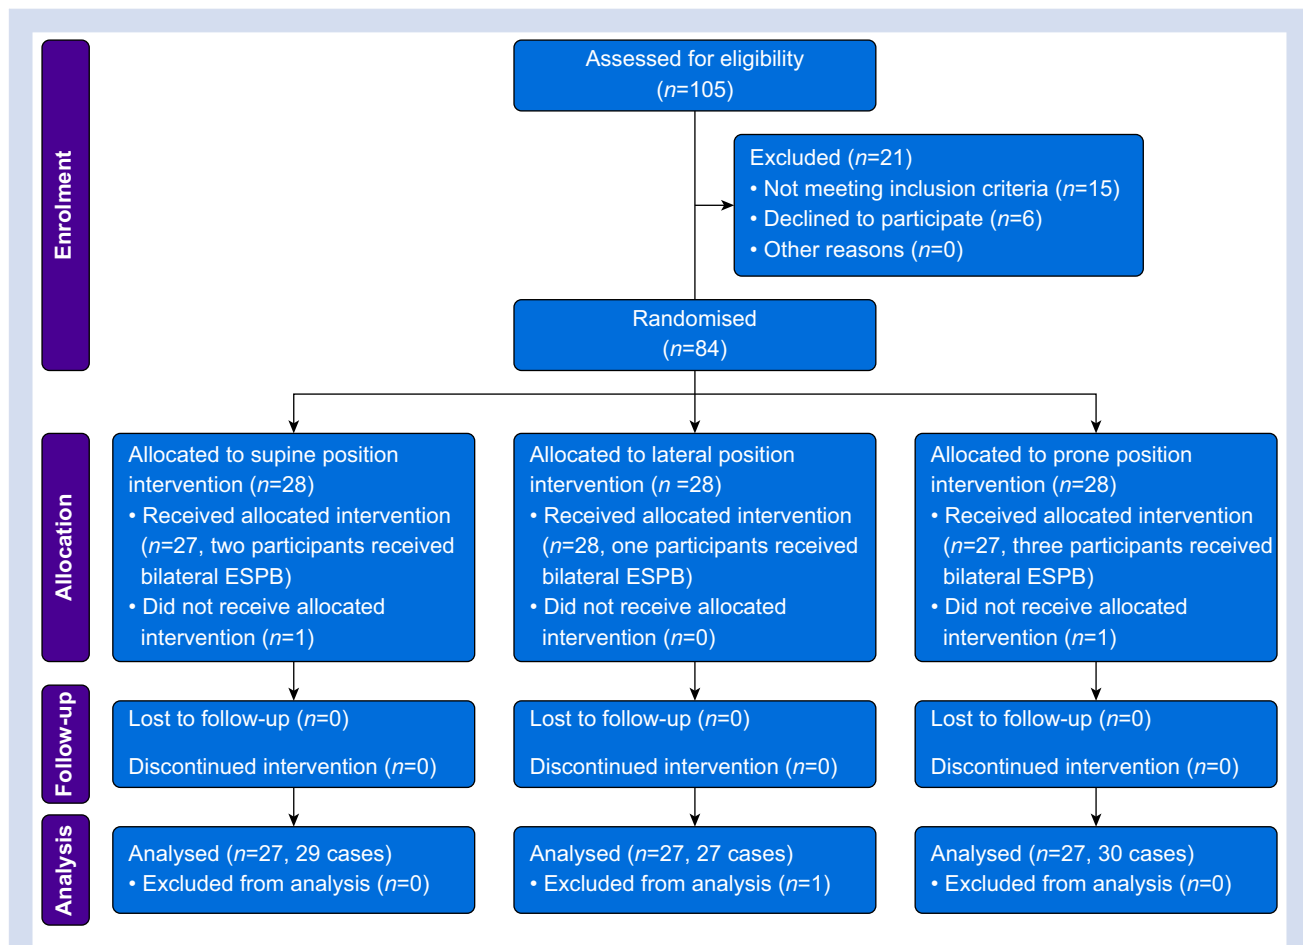 Enrolment
Assessed for eligibility
(n=105)
Excluded (n=21)
• Not meeting inclusion criteria (n=15)
• Declined to participate (n=6)
• Other reasons (n=0)
Randomised
(n=84)
Allocation
Allocated to supine position
intervention (n=28)
• Received allocated intervention
(n=27, two participants received
bilateral ESPB)
• Did not receive allocated
intervention (n=1)
Allocated to lateral position
intervention (n =28)
• Received allocated intervention
(n=28, one participants received
bilateral ESPB)
• Did not receive allocated
intervention (n=0)
Allocated to prone position
intervention (n=28)
• Received allocated intervention
(n=27, three participants received
bilateral ESPB)
• Did not receive allocated
intervention (n=1)
Follow-up
Lost to follow-up (n=0)
Discontinued intervention (n=0)
Lost to follow-up (n=0)
Discontinued intervention (n=0)
Lost to follow-up (n=0)
Discontinued intervention (n=0)
Analysis
Analysed (n=27, 29 cases)
• Excluded from analysis (n=0)
Analysed (n=27, 27 cases)
• Excluded from analysis (n=1)
Analysed (n=27, 30 cases)
• Excluded from analysis (n=0)